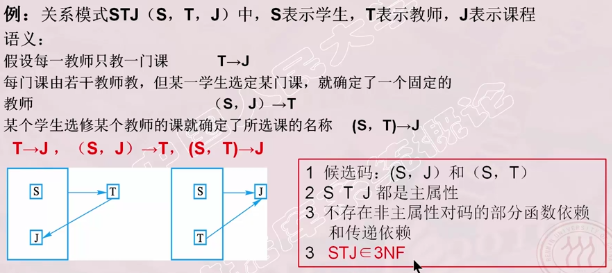 例：关系模式STJ（S，T，J）中，S表示学生，T表示教师，J表示课程
语义：
假设每一教师只教一门课 T→J
每门课由若干教师教，但某一学生选定某门课，就确定了一个固定的
教师 （S，J）→T
某个学生选修某个教师的课就确定了所选课的名称 (S，T)→J
T→J ，（S，J）→T，(S，T)→J
S T J
S J T
1 候选码：(S，J）和（S，T）
2 S T J 都是主属性
3 不存在非主属性对码的部分函数依赖
和传递依赖
3 STJ∈3NF